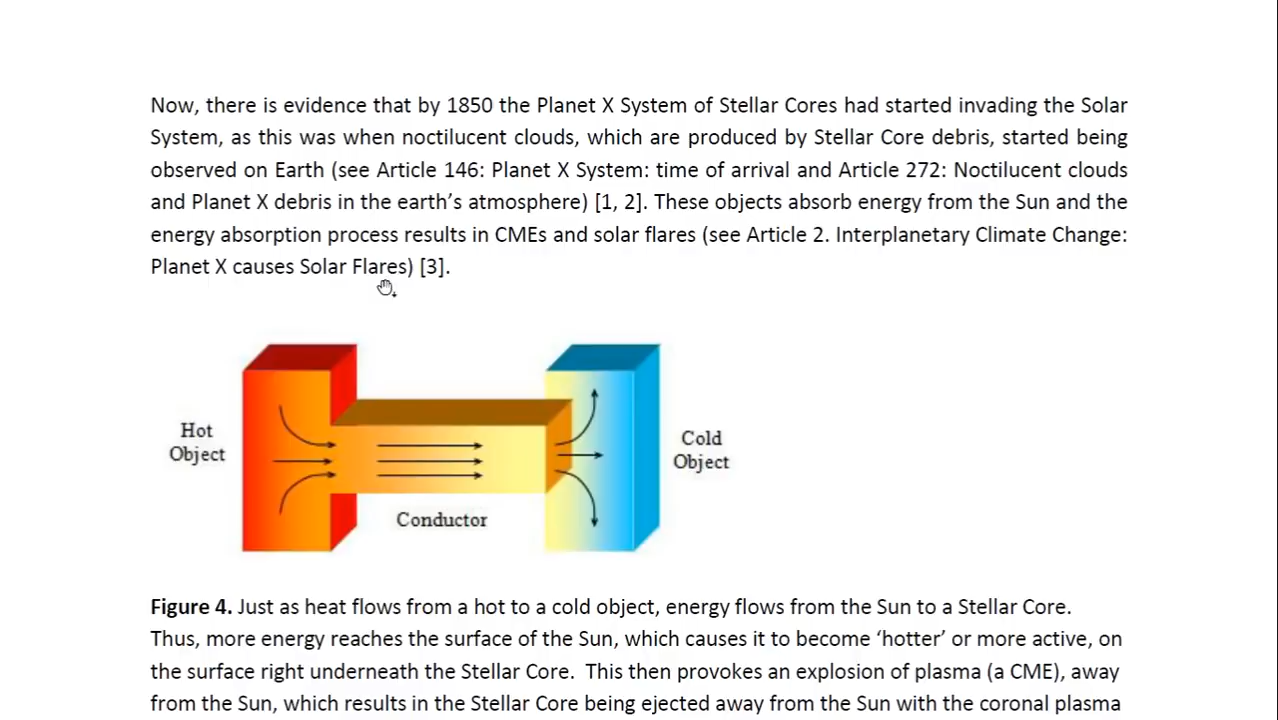 Now, there is evidence that by 1850 the Planet X System of Stellar Cores had started invading the Solar
System, as this was when noctilucent clouds, which are produced by Stellar Core debris, started being
observed on Earth (see Article 146: Planet X System: time of arrival and Article 272: Noctilucent clouds
and Planet X debris in the earth’s atmosphere) [1, 2]. These objects absorb energy from the Sun and the
energy absorption process results in CMEs and solar flares (see Article 2. Interplanetary Climate Change:
Planet X causes Solar Flares) [3].
Hot
Object
Cold
Object
Conductor
Figure 4. Just as heat flows from a hot to a cold object, energy flows from the Sun to a Stellar Core.
Thus, more energy reaches the surface of the Sun, which causes it to become ‘hotter’ or more active, on
the surface right underneath the Stellar Core. This then provokes an explosion of plasma (a CME), away
from the Sun, which results in the Stellar Core being ejected away from the Sun with the coronal plasma